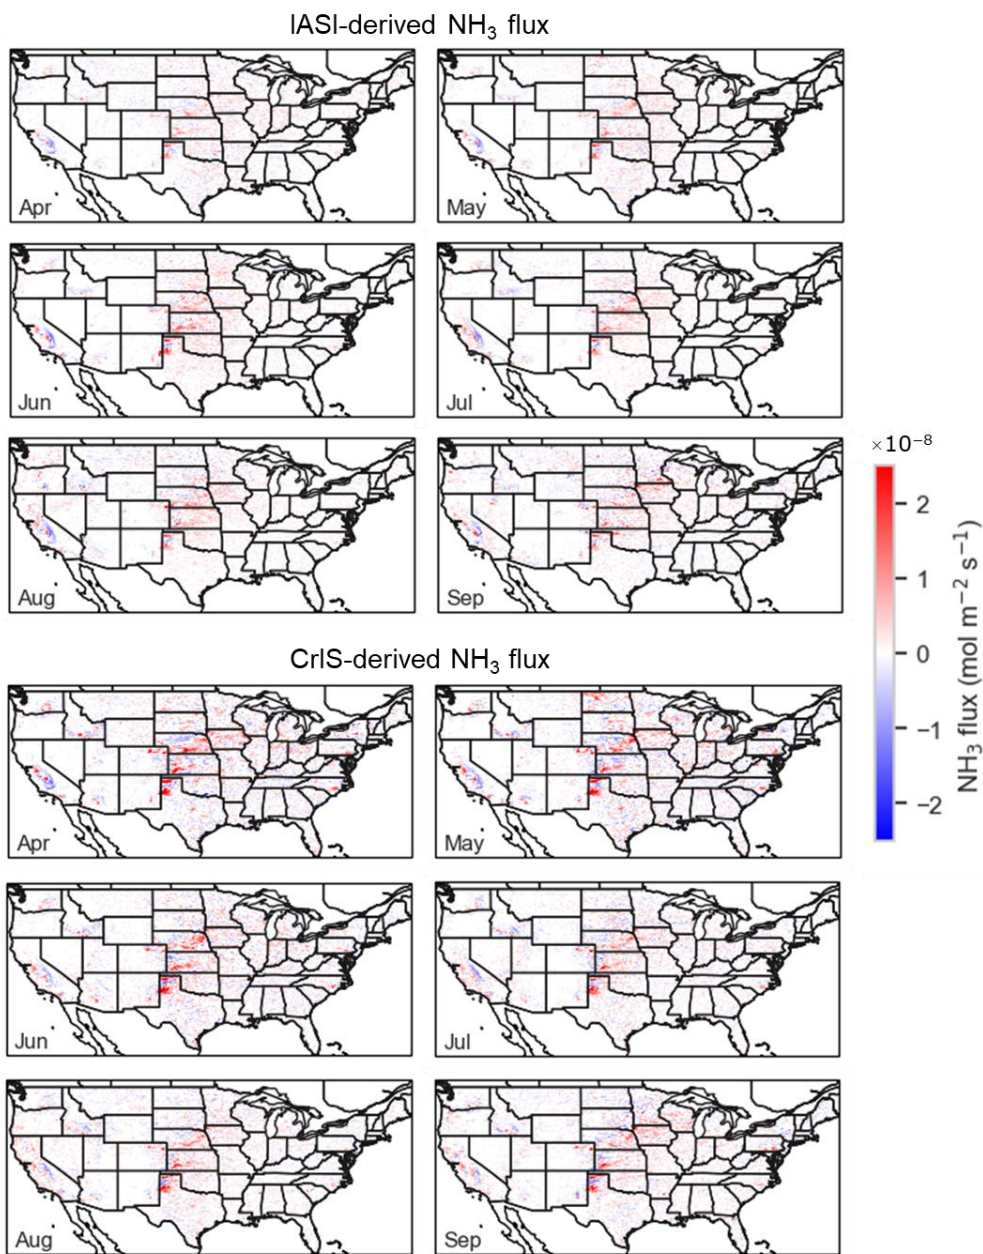 IASI-derived NH₃ flux
Apr
May
Jun
Jul
Aug
Sep
×10⁻⁸
2
1
0
−1
−2
NH₃ flux (mol m⁻² s⁻¹)
CrIS-derived NH₃ flux
Apr
May
Jun
Jul
Aug
Sep